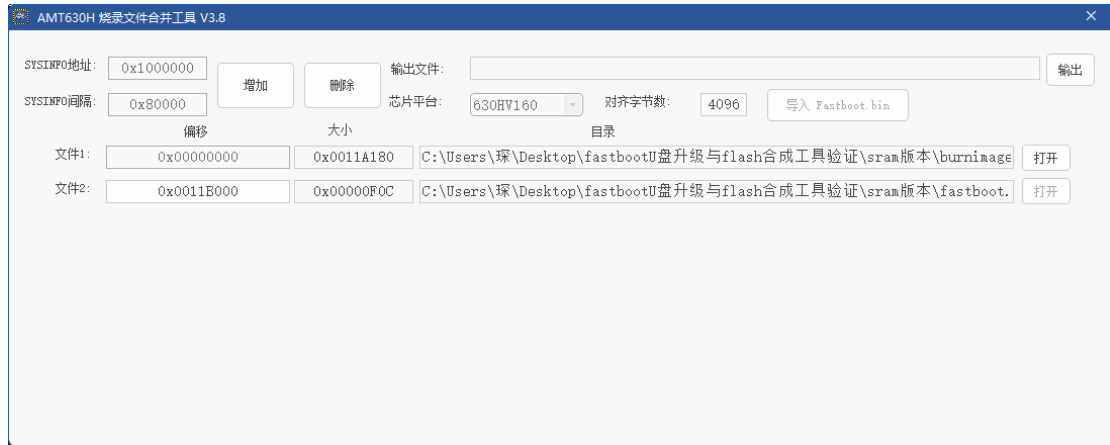 AMT630H 烧录文件合并工具 V3.8
SYSINFO地址: 0x1000000 增加 删除 输出文件: 输出
SYSINFO间隔: 0x80000 芯片平台: 630HV160 对齐字节数: 4096 导入 Fastboot.bin
偏移 大小 目录
文件1: 0x00000000 0x0011A180 C:\Users\琛\Desktop\fastbootU盘升级与flash合成工具验证\sram版本\burnimage 打开
文件2: 0x0011B000 0x00000F0C C:\Users\琛\Desktop\fastbootU盘升级与flash合成工具验证\sram版本\fastboot. 打开